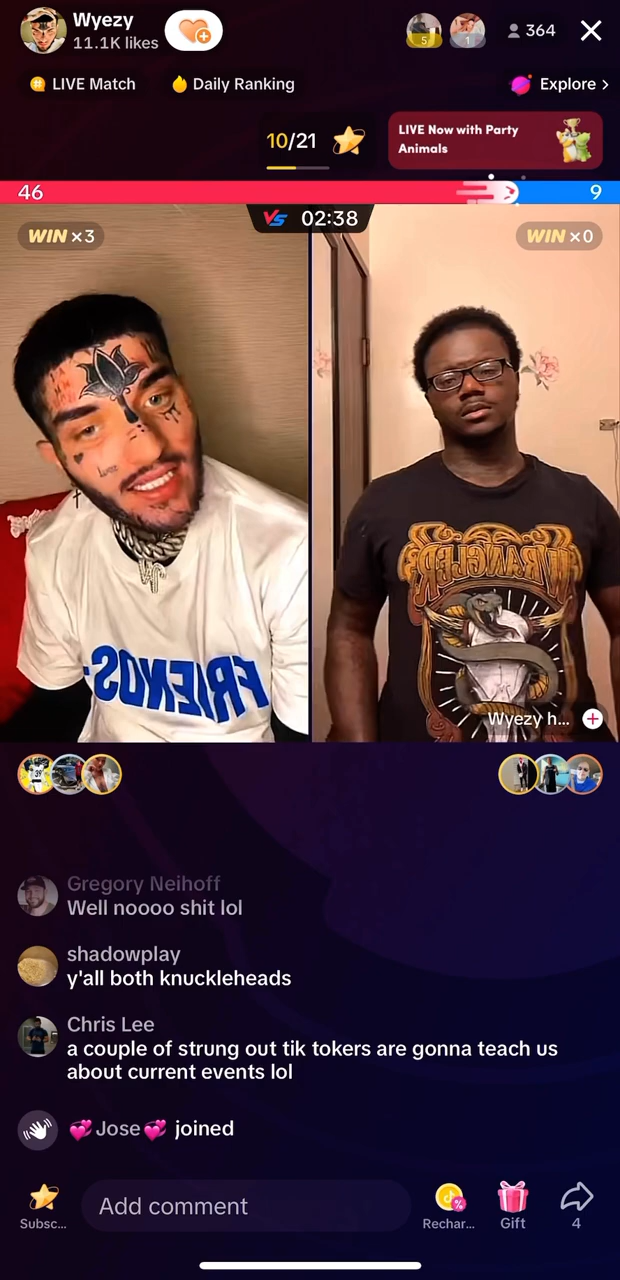 Wyezy
11.1K likes
5
1
364
LIVE Match
Daily Ranking
Explore >
10/21
LIVE Now with Party
Animals
46
9
VS 02:38
WIN ×3
WIN ×0
FRIENDS
WRANGLER
Wyezy h...
Gregory Neihoff
Well noooo shit lol
shadowplay
y'all both knuckleheads
Chris Lee
a couple of strung out tik tokers are gonna teach us
about current events lol
💞Jose💞 joined
Subsc...
Add comment
Rechar...
Gift
4